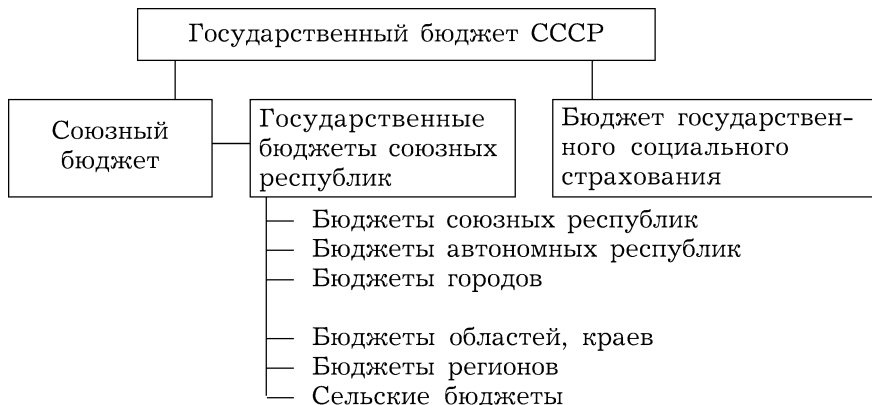 Государственный бюджет СССР
Союзный
бюджет
Государственные
бюджеты союзных
республик
Бюджет государствен-
ного социального
страхования
Бюджеты союзных республик
Бюджеты автономных республик
Бюджеты городов
Бюджеты областей, краев
Бюджеты регионов
Сельские бюджеты